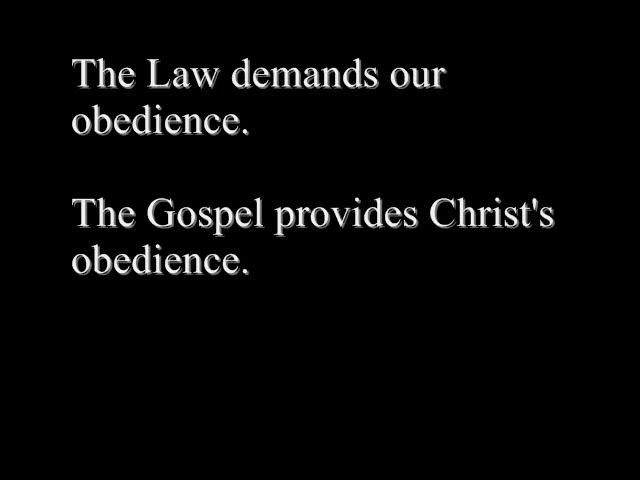 The Law demands our
obedience.
The Gospel provides Christ's
obedience.